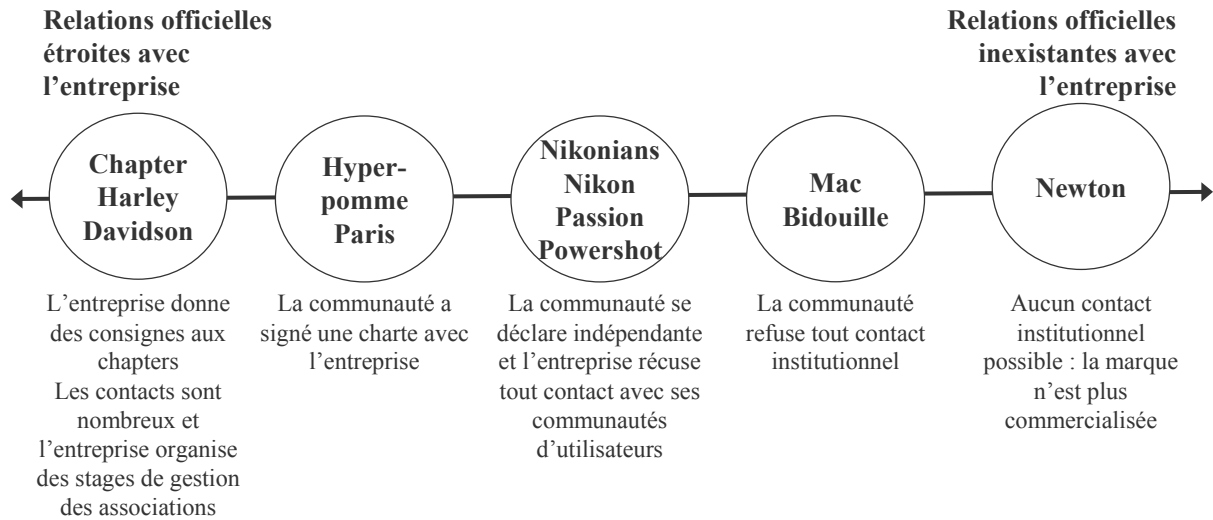 Relations officielles
étroites avec
l'entreprise
Relations officielles
inexistantes avec
l'entreprise
Chapter
Harley
Davidson
Hyper-
pomme
Paris
Nikonians
Nikon
Passion
Powershot
Mac
Bidouille
Newton
L'entreprise donne
des consignes aux
chapters
Les contacts sont
nombreux et
l'entreprise organise
des stages de gestion
des associations
La communauté a
signé une charte avec
l'entreprise
La communauté se
déclare indépendante
et l'entreprise récuse
tout contact avec ses
communautés
d'utilisateurs
La communauté
refuse tout contact
institutionnel
Aucun contact
institutionnel
possible : la marque
n'est plus
commercialisée